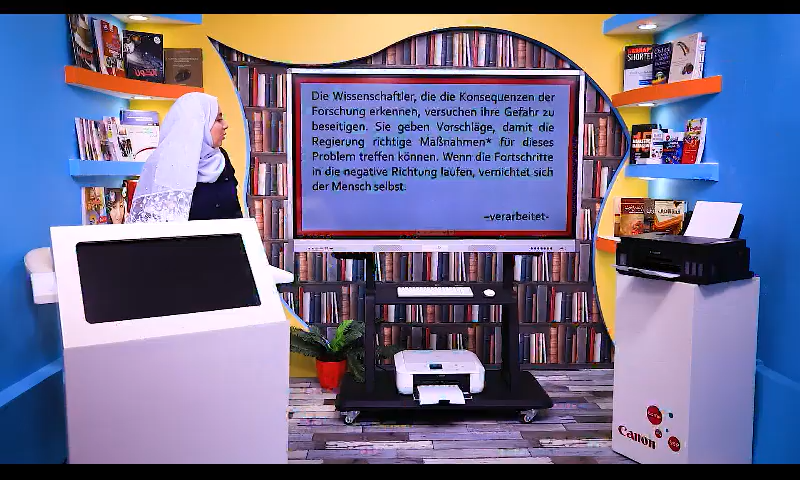 Die Wissenschaftler, die die Konsequenzen der
Forschung erkennen, versuchen ihre Gefahr zu
beseitigen. Sie geben Vorschläge, damit die
Regierung richtige Maßnahmen* für dieses
Problem treffen können. Wenn die Fortschritte
in die negative Richtung laufen, vernichtet sich
der Mensch selbst.
–verarbeitet-
Canon